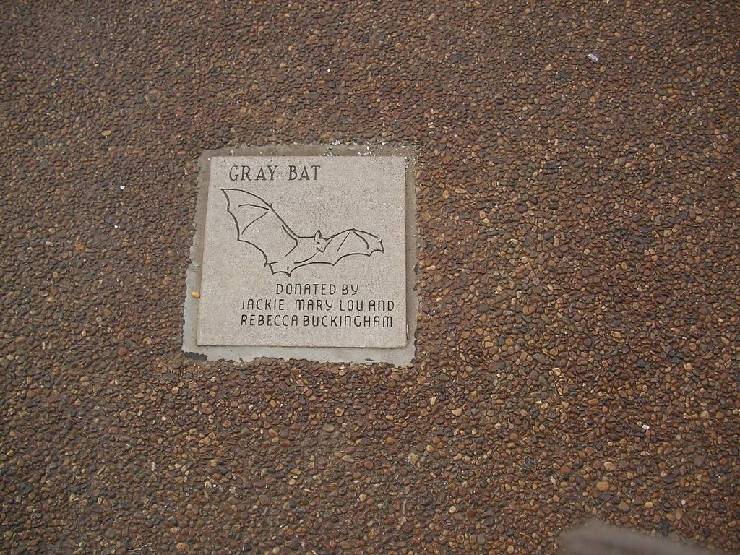 GRAY BAT
DONATED BY
JACKIE, MARY LOU AND
REBECCA BUCKINGHAM